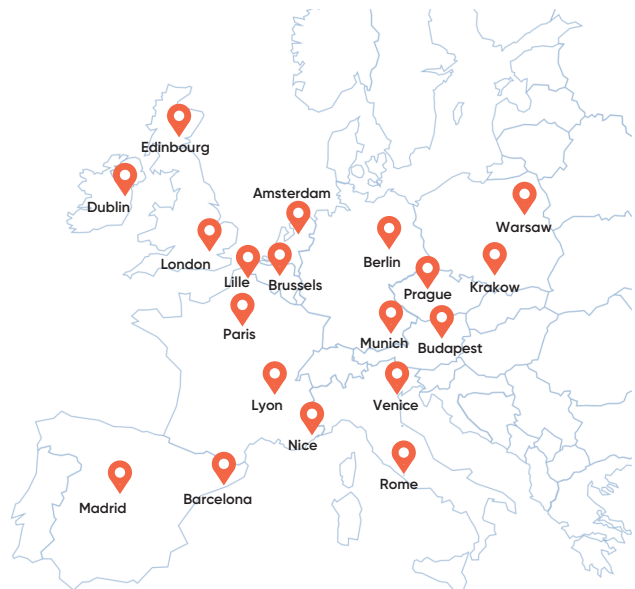 Edinbourg
Amsterdam
Dublin
Warsaw
London
Berlin
Lille
Brussels
Prague
Krakow
Paris
Munich
Budapest
Lyon
Venice
Nice
Rome
Barcelona
Madrid